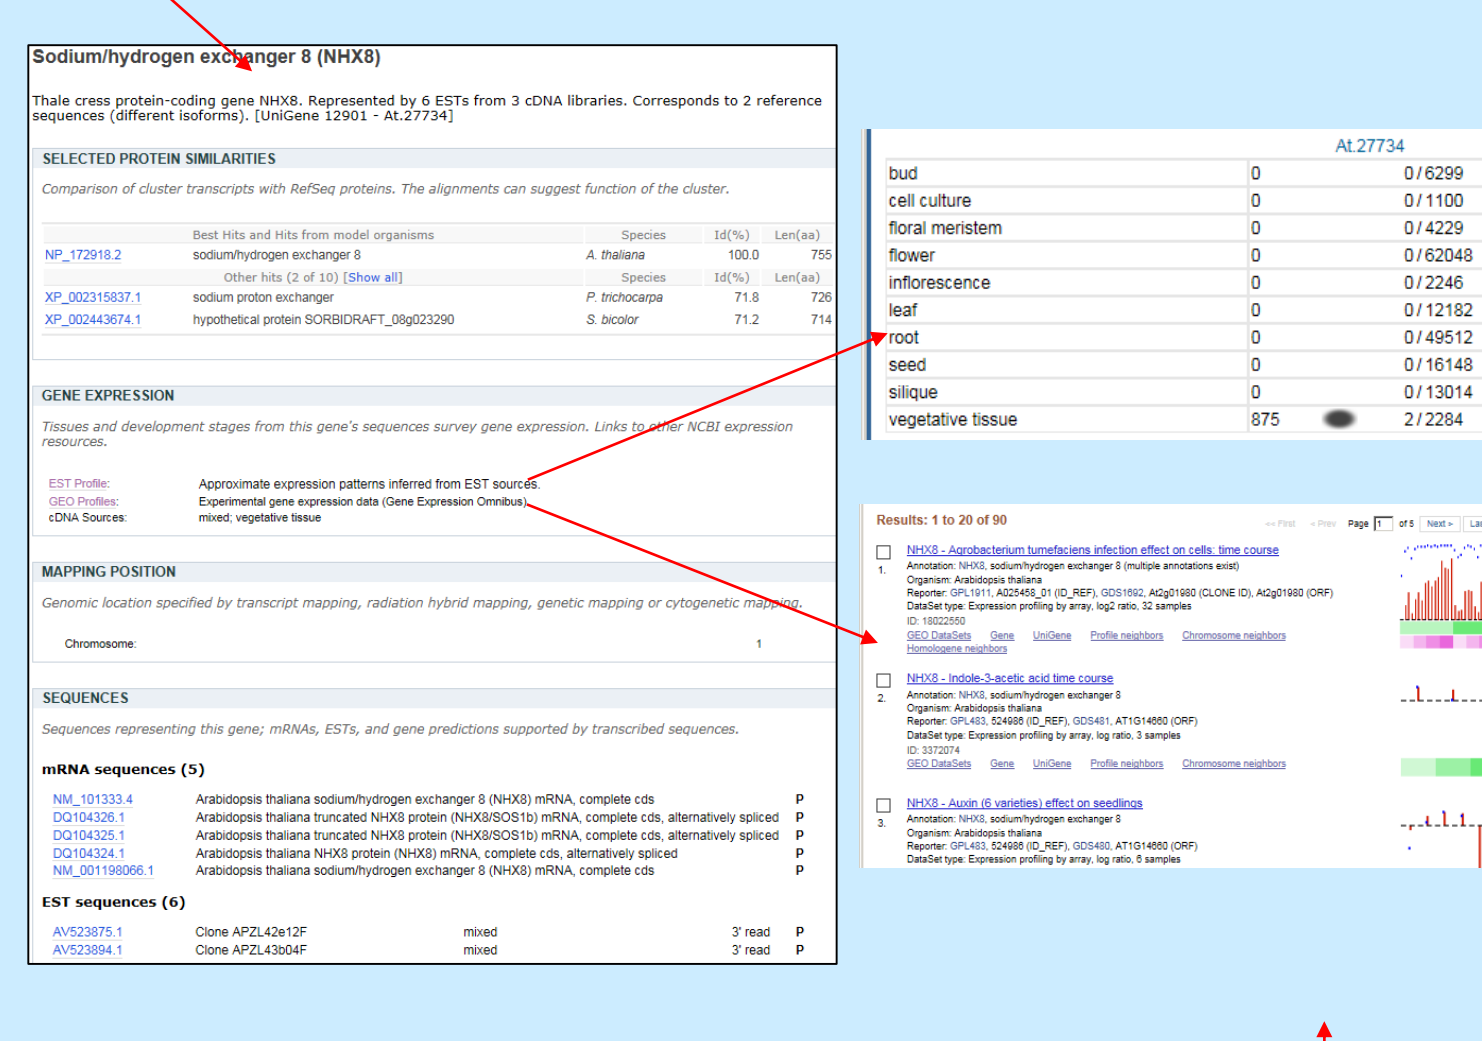 Sodium/hydrogen exchanger 8 (NHX8)
Thale cress protein-coding gene NHX8. Represented by 6 ESTs from 3 cDNA libraries. Corresponds to 2 reference
sequences (different isoforms). [UniGene 12901 - At.27734]
SELECTED PROTEIN SIMILARITIES
Comparison of cluster transcripts with RefSeq proteins. The alignments can suggest function of the cluster.
Best Hits and Hits from model organisms Species Id(%) Len(aa)
NP_172918.2 sodium/hydrogen exchanger 8 A. thaliana 100.0 755
Other hits (2 of 10) [Show all] Species Id(%) Len(aa)
XP_002315837.1 sodium proton exchanger P. trichocarpa 71.8 726
XP_002443674.1 hypothetical protein SORBIDRAFT_08g023290 S. bicolor 71.2 714
GENE EXPRESSION
Tissues and development stages from this gene's sequences survey gene expression. Links to other NCBI expression
resources.
EST Profile: Approximate expression patterns inferred from EST sources.
GEO Profiles: Experimental gene expression data (Gene Expression Omnibus).
cDNA Sources: mixed; vegetative tissue
MAPPING POSITION
Genomic location specified by transcript mapping, radiation hybrid mapping, genetic mapping or cytogenetic mapping.
Chromosome: 1
SEQUENCES
Sequences representing this gene; mRNAs, ESTs, and gene predictions supported by transcribed sequences.
mRNA sequences (5)
NM_101333.4 Arabidopsis thaliana sodium/hydrogen exchanger 8 (NHX8) mRNA, complete cds P
DQ104326.1 Arabidopsis thaliana truncated NHX8 protein (NHX8/SOS1b) mRNA, complete cds, alternatively spliced P
DQ104325.1 Arabidopsis thaliana truncated NHX8 protein (NHX8/SOS1b) mRNA, complete cds, alternatively spliced P
DQ104324.1 Arabidopsis thaliana NHX8 protein (NHX8) mRNA, complete cds, alternatively spliced P
NM_001198066.1 Arabidopsis thaliana sodium/hydrogen exchanger 8 (NHX8) mRNA, complete cds P
EST sequences (6)
AV523875.1 Clone APZL42e12F mixed 3' read P
AV523894.1 Clone APZL43b04F mixed 3' read P
At.27734
bud 0 0/6299
cell culture 0 0/1100
floral meristem 0 0/4229
flower 0 0/62048
inflorescence 0 0/2246
leaf 0 0/12182
root 0 0/49512
seed 0 0/16148
silique 0 0/13014
vegetative tissue 875 2/2284
Results: 1 to 20 of 90 << First < Prev Page 1 of 5 Next >
1. NHX8 - Agrobacterium tumefaciens infection effect on cells: time course
Annotation: NHX8, sodium/hydrogen exchanger 8 (multiple annotations exist)
Organism: Arabidopsis thaliana
Reporter: GPL1911, A025458_01 (ID_REF), GDS1692, At2g01980 (CLONE ID), At2g01980 (ORF)
DataSet type: Expression profiling by array, log2 ratio, 32 samples
ID: 18022550
GEO DataSets Gene UniGene Profile neighbors Chromosome neighbors
Homologene neighbors
2. NHX8 - Indole-3-acetic acid time course
Annotation: NHX8, sodium/hydrogen exchanger 8
Organism: Arabidopsis thaliana
Reporter: GPL483, 524986 (ID_REF), GDS481, AT1G14660 (ORF)
DataSet type: Expression profiling by array, log ratio, 3 samples
ID: 3372074
GEO DataSets Gene UniGene Profile neighbors Chromosome neighbors
3. NHX8 - Auxin (6 varieties) effect on seedlings
Annotation: NHX8, sodium/hydrogen exchanger 8
Organism: Arabidopsis thaliana
Reporter: GPL483, 524986 (ID_REF), GDS480, AT1G14660 (ORF)
DataSet type: Expression profiling by array, log ratio, 6 samples